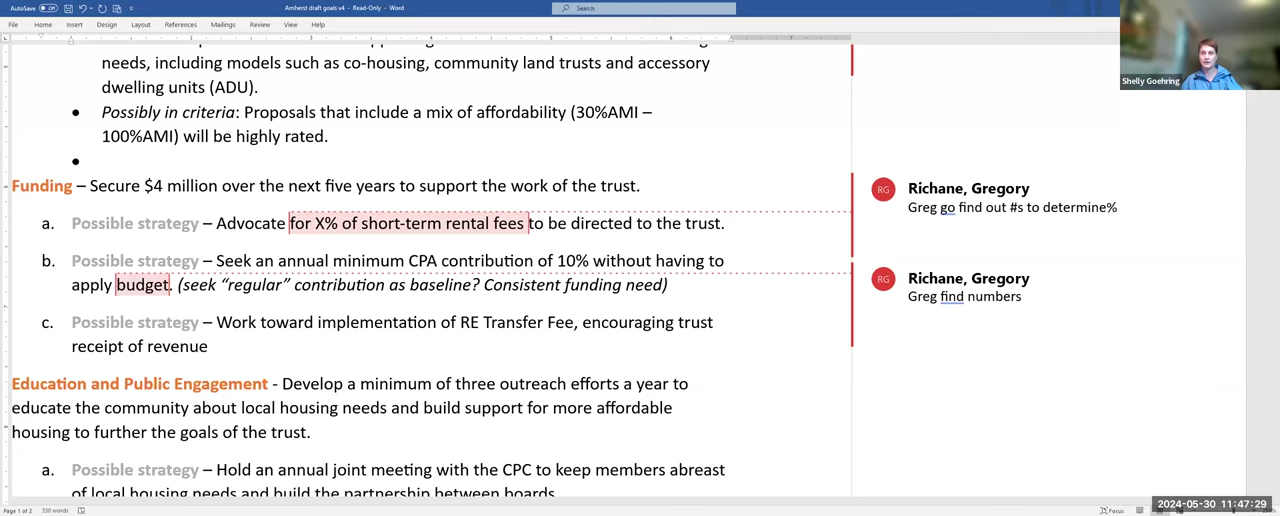 AutoSave Off Amherst draft goals v4 - Read-Only - Word Search
File Home Insert Design Layout References Mailings Review View Help
needs, including models such as co-housing, community land trusts and accessory
dwelling units (ADU).
• Possibly in criteria: Proposals that include a mix of affordability (30%AMI –
100%AMI) will be highly rated.
•
Funding – Secure $4 million over the next five years to support the work of the trust.
a. Possible strategy – Advocate for X% of short-term rental fees to be directed to the trust.
b. Possible strategy – Seek an annual minimum CPA contribution of 10% without having to
apply budget. (seek “regular” contribution as baseline? Consistent funding need)
c. Possible strategy – Work toward implementation of RE Transfer Fee, encouraging trust
receipt of revenue
Education and Public Engagement - Develop a minimum of three outreach efforts a year to
educate the community about local housing needs and build support for more affordable
housing to further the goals of the trust.
a. Possible strategy – Hold an annual joint meeting with the CPC to keep members abreast
of local housing needs and build the partnership between boards.
RG Richane, Gregory
Greg go find out #s to determine%
RG Richane, Gregory
Greg find numbers
Shelly Goehring
Page 1 of 2 330 words Focus
2024-05-30 11:47:29